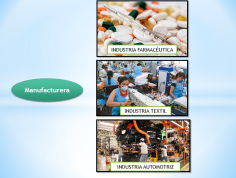 INDUSTRIA FARMACÉUTICA
Manufacturera
INDUSTRIA TEXTIL
INDUSTRIA AUTOMOTRIZ